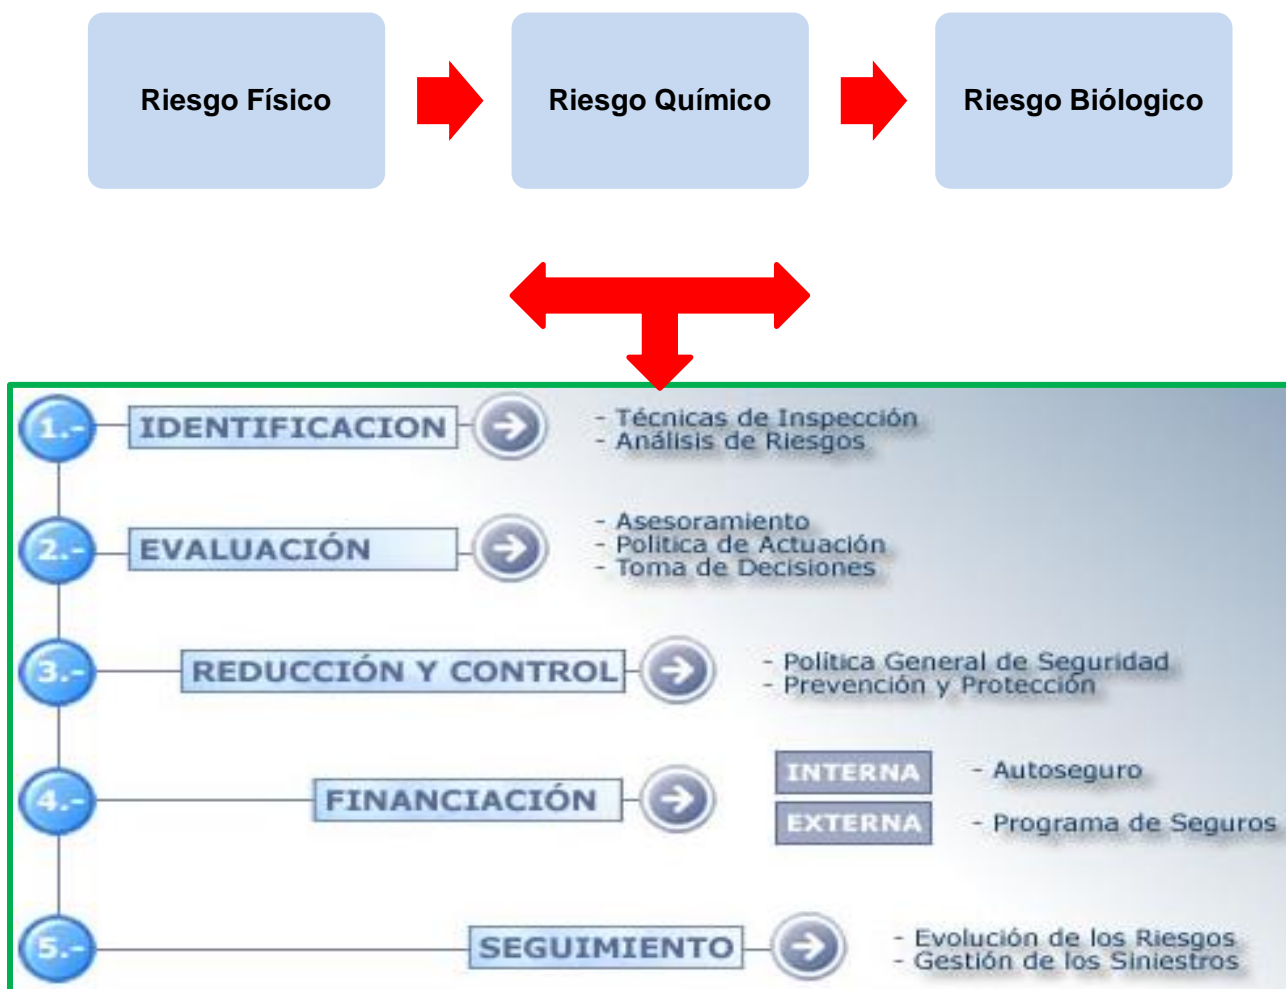 Riesgo Físico
Riesgo Químico
Riesgo Biólogico
1.- IDENTIFICACION
- Técnicas de Inspección
- Análisis de Riesgos
2.- EVALUACIÓN
- Asesoramiento
- Politica de Actuación
- Toma de Decisiones
3.- REDUCCIÓN Y CONTROL
- Política General de Seguridad
- Prevención y Protección
4.- FINANCIACIÓN
INTERNA - Autoseguro
EXTERNA - Programa de Seguros
5.- SEGUIMIENTO
- Evolución de los Riesgos
- Gestión de los Siniestros